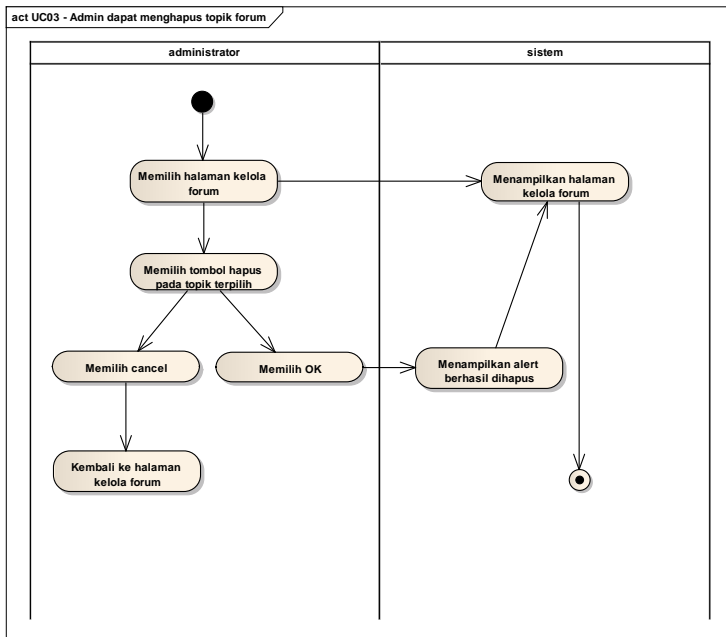 act UC03 - Admin dapat menghapus topik forum
administrator
sistem
Memilih halaman kelola
forum
Menampilkan halaman
kelola forum
Memilih tombol hapus
pada topik terpilih
Memilih cancel
Memilih OK
Menampilkan alert
berhasil dihapus
Kembali ke halaman
kelola forum